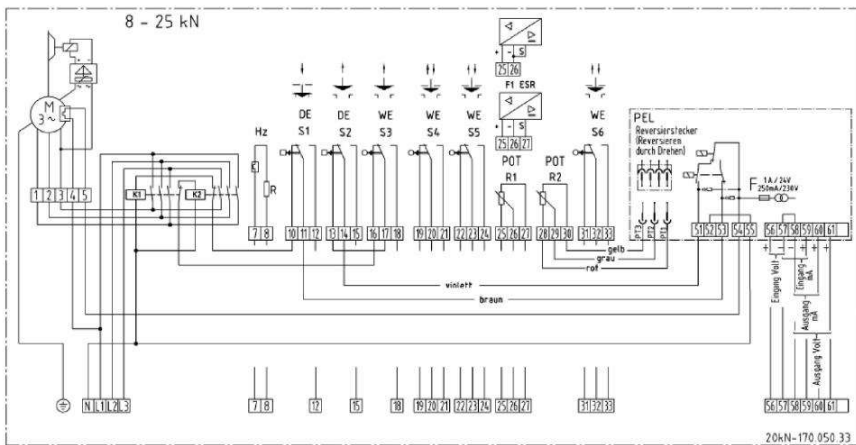 8 - 25 kN
+ - S
25 26
F1 ESR
+ - S
25 26 27
M
3~
1 2 3 4 5
K1 K2
Hz
R
DE
S1
DE
S2
WE
S3
WE
S4
WE
S5
POT
R1
POT
R2
WE
S6
PEL
Reversierstecker
(Reversieren
durch Drehen)
F 1A / 24V
250mA/230V
7 8
10 11 12
13 14 15
16 17 18
19 20 21
22 23 24
25 26 27
28 29 30
31 32 33
PT3 PT2 PT1
51 52 53 54 55
56 57 58 59 60 61
gelb
grau
rot
violett
braun
+ - - + + +
Eingang Volt
Eingang
mA
Ausgang
mA
Ausgang Volt
N L1 L2 L3
7 8
12
15
18
19 20 21
22 23 24
25 26 27
31 32 33
56 57 58 59 60 61
20kN-170.050.33